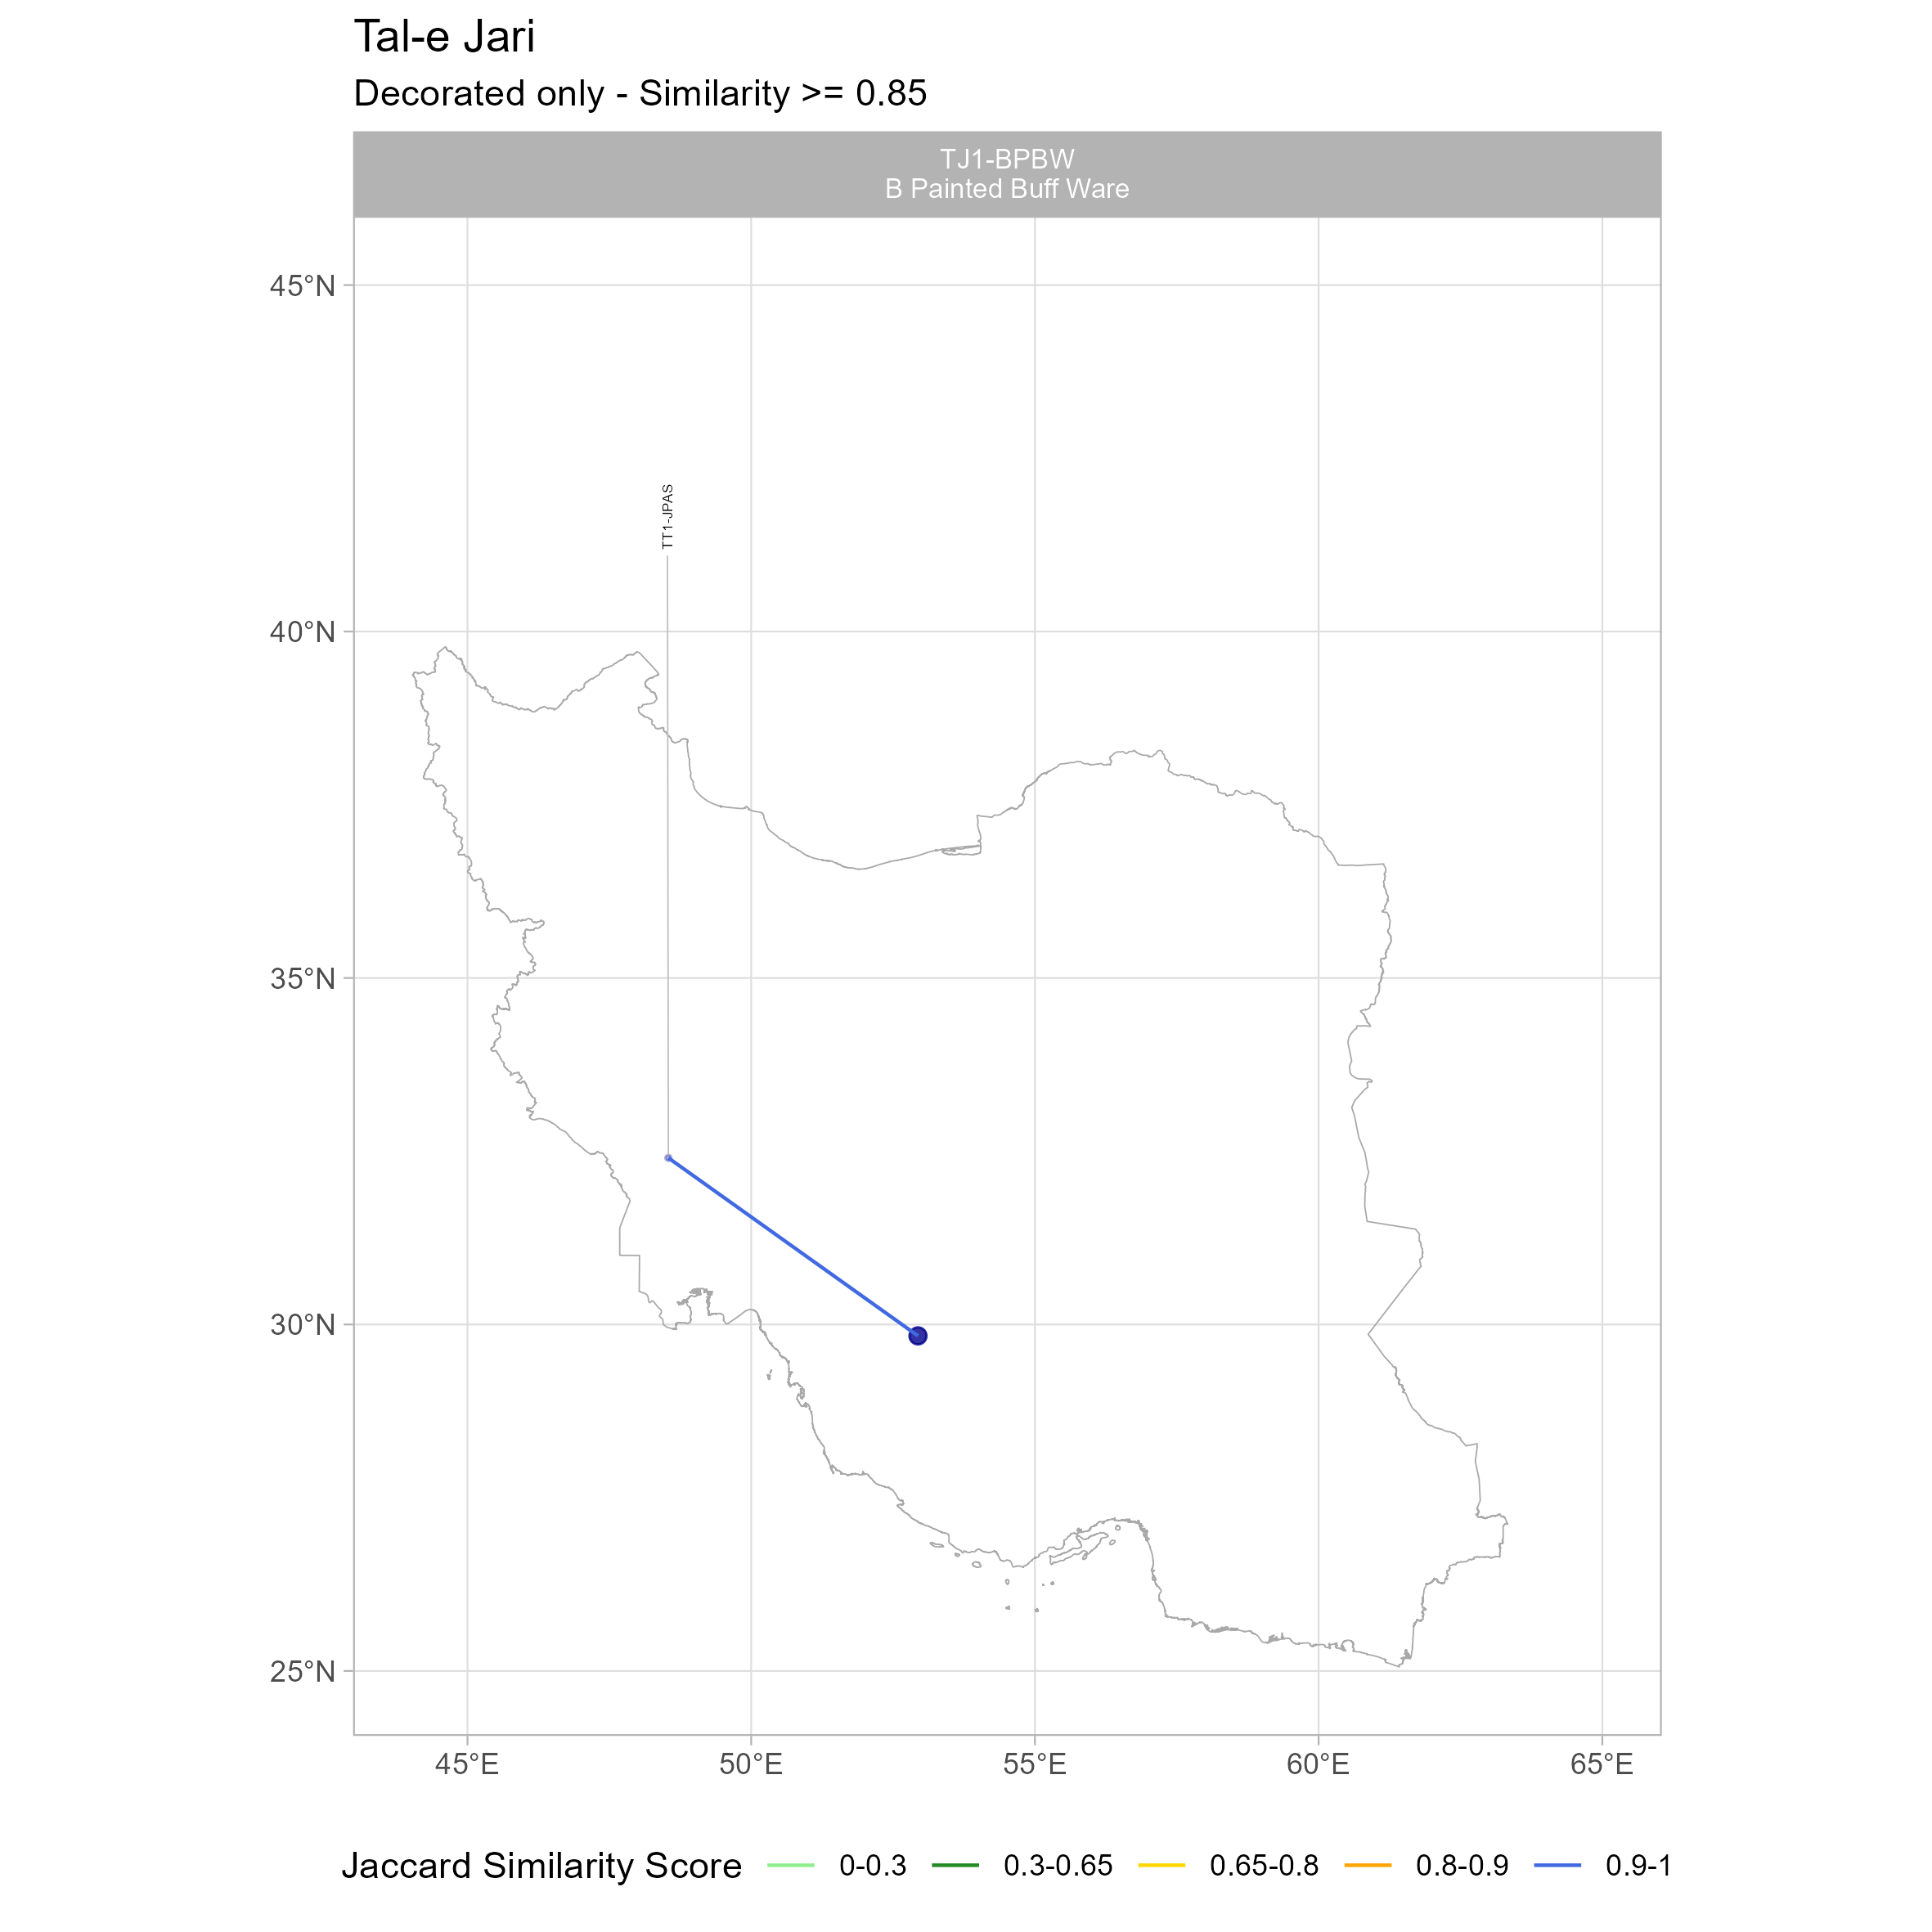 Tal-e Jari
Decorated only - Similarity >= 0.85
TJ1-BPBW
B Painted Buff Ware
45°N
TT1-JPAS
40°N
35°N
30°N
25°N
45°E 50°E 55°E 60°E 65°E
Jaccard Similarity Score 0-0.3 0.3-0.65 0.65-0.8 0.8-0.9 0.9-1